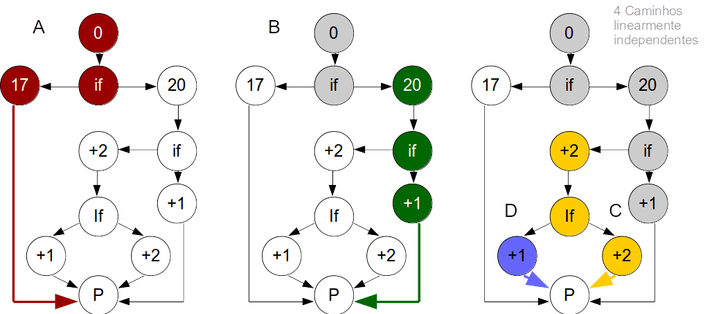 4 Caminhos
linearmente
independentes
A
0
17
if
20
+2
if
+1
If
+1
+2
P
B
0
17
if
20
+2
if
+1
If
+1
+2
P
0
17
if
20
+2
if
+1
D
If
C
+1
+2
P